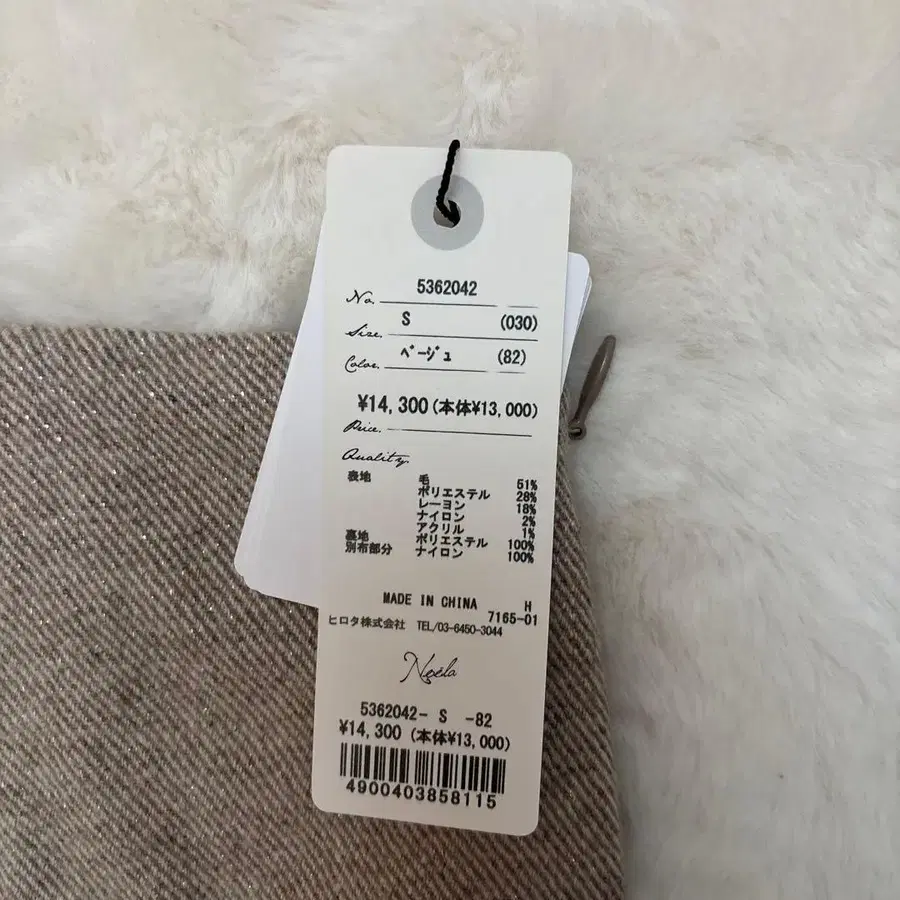 No. 5362042
Size. S (030)
Color. ベージュ (82)
¥14,300(本体¥13,000)
Price.
Quality.
表地 毛 51%
ポリエステル 28%
レーヨン 18%
ナイロン 2%
アクリル 1%
裏地 ポリエステル 100%
別布部分 ナイロン 100%
MADE IN CHINA H
7165-01
ヒロタ株式会社 TEL/03-6450-3044
Noéla
5362042- S -82
¥14,300 (本体¥13,000)
4900403858115